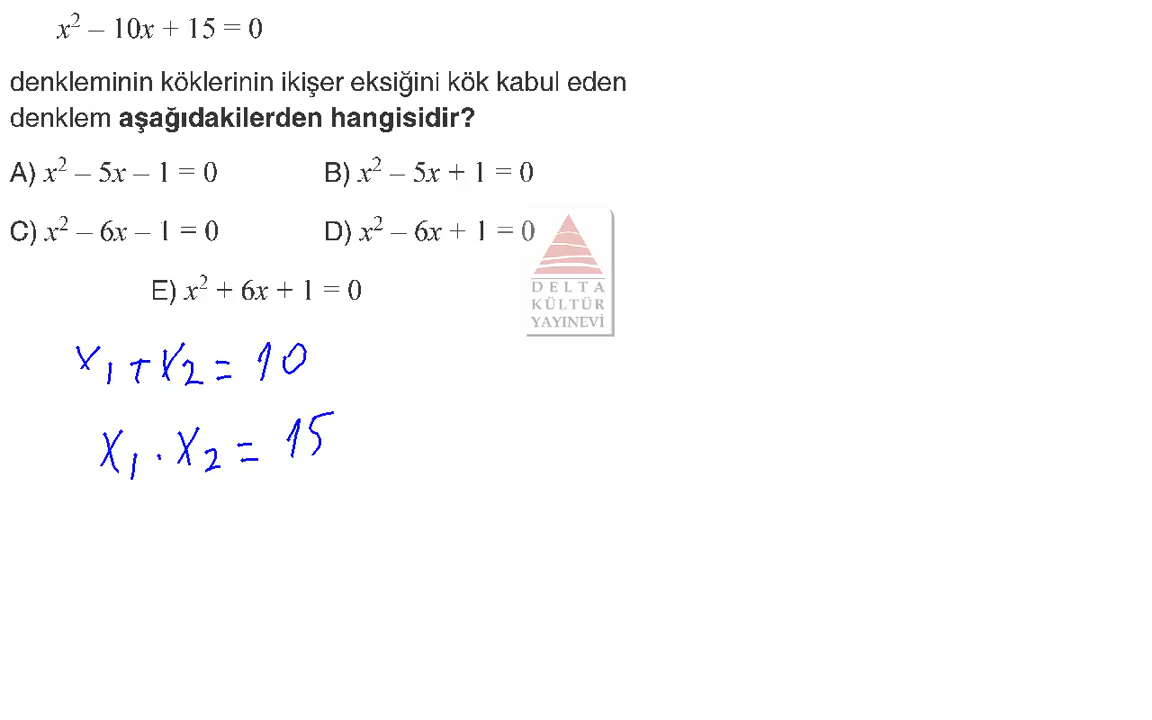 x² – 10x + 15 = 0
denkleminin köklerinin ikişer eksiğini kök kabul eden
denklem aşağıdakilerden hangisidir?
A) x² – 5x – 1 = 0 B) x² – 5x + 1 = 0
C) x² – 6x – 1 = 0 D) x² – 6x + 1 = 0
E) x² + 6x + 1 = 0
DELTA
KÜLTÜR
YAYINEVİ
x₁ + x₂ = 10
x₁ . x₂ = 15